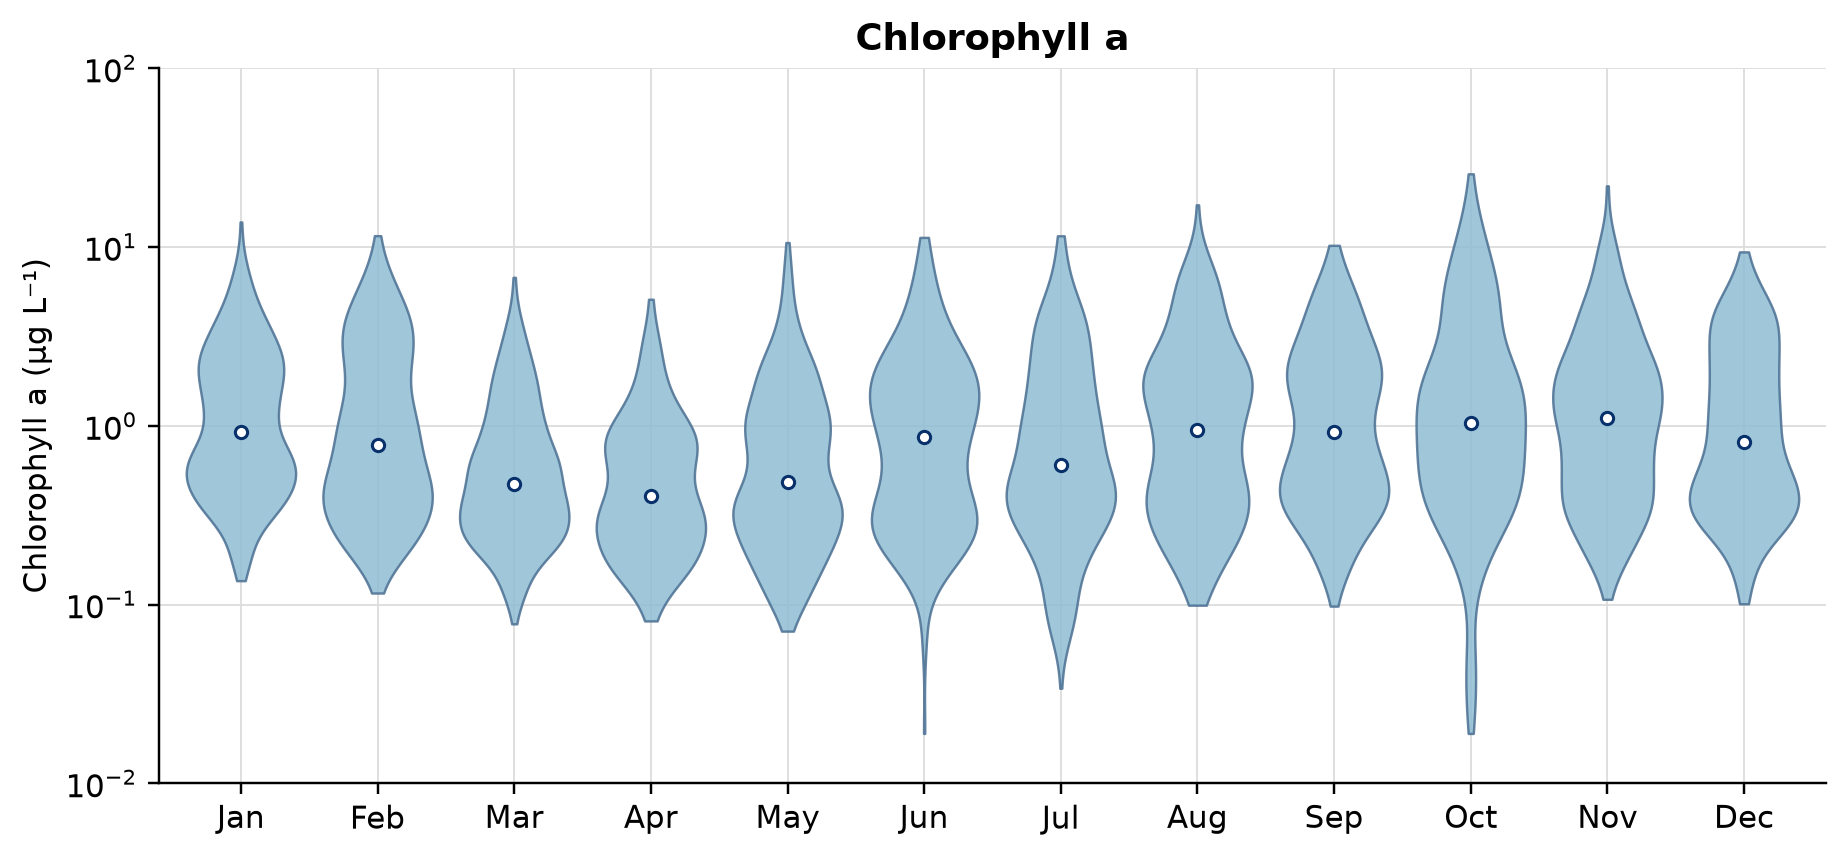 Chlorophyll a
Chlorophyll a (µg L⁻¹)
10²
10¹
10⁰
10⁻¹
10⁻²
Jan Feb Mar Apr May Jun Jul Aug Sep Oct Nov Dec